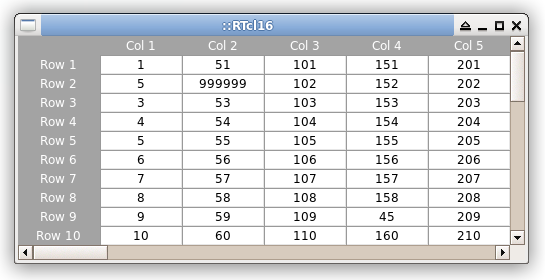 ::RTcl16
Col 1 Col 2 Col 3 Col 4 Col 5
Row 1 1 51 101 151 201
Row 2 5 999999 102 152 202
Row 3 3 53 103 153 203
Row 4 4 54 104 154 204
Row 5 5 55 105 155 205
Row 6 6 56 106 156 206
Row 7 7 57 107 157 207
Row 8 8 58 108 158 208
Row 9 9 59 109 45 209
Row 10 10 60 110 160 210